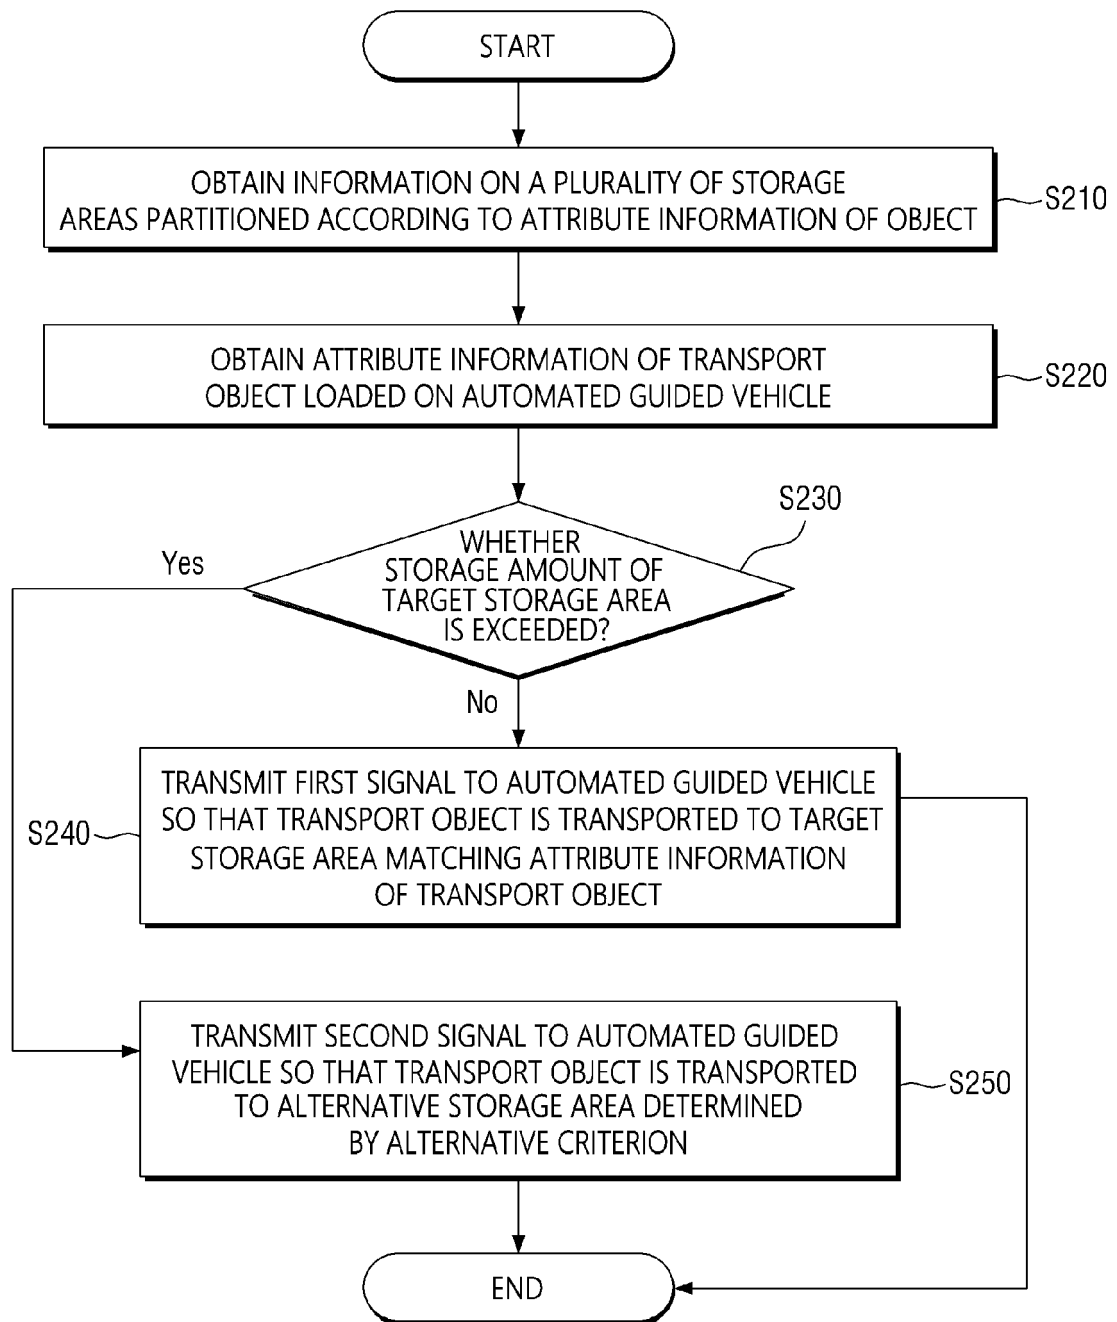 START
OBTAIN INFORMATION ON A PLURALITY OF STORAGE
AREAS PARTITIONED ACCORDING TO ATTRIBUTE INFORMATION OF OBJECT
S210
OBTAIN ATTRIBUTE INFORMATION OF TRANSPORT
OBJECT LOADED ON AUTOMATED GUIDED VEHICLE
S220
S230
WHETHER
STORAGE AMOUNT OF
TARGET STORAGE AREA
IS EXCEEDED?
Yes
No
TRANSMIT FIRST SIGNAL TO AUTOMATED GUIDED VEHICLE
SO THAT TRANSPORT OBJECT IS TRANSPORTED TO TARGET
STORAGE AREA MATCHING ATTRIBUTE INFORMATION
OF TRANSPORT OBJECT
S240
TRANSMIT SECOND SIGNAL TO AUTOMATED GUIDED
VEHICLE SO THAT TRANSPORT OBJECT IS TRANSPORTED
TO ALTERNATIVE STORAGE AREA DETERMINED
BY ALTERNATIVE CRITERION
S250
END